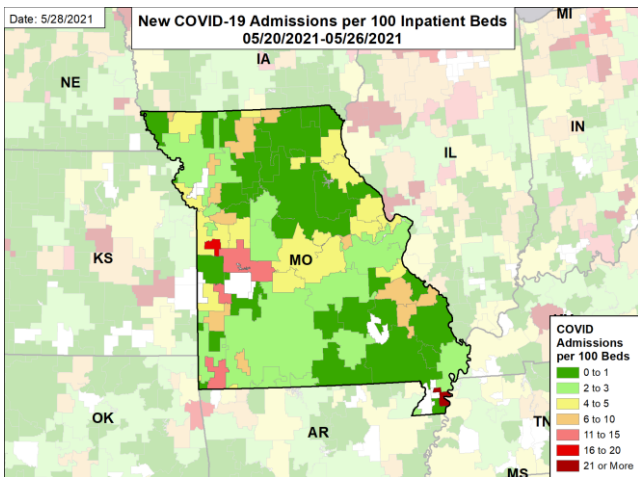 Date: 5/28/2021
New COVID-19 Admissions per 100 Inpatient Beds
05/20/2021-05/26/2021
MI
IA
NE
IN
IL
KS
MO
COVID
Admissions
per 100 Beds
0 to 1
2 to 3
4 to 5
6 to 10
11 to 15
16 to 20
21 or More
OK
AR
TN
MS